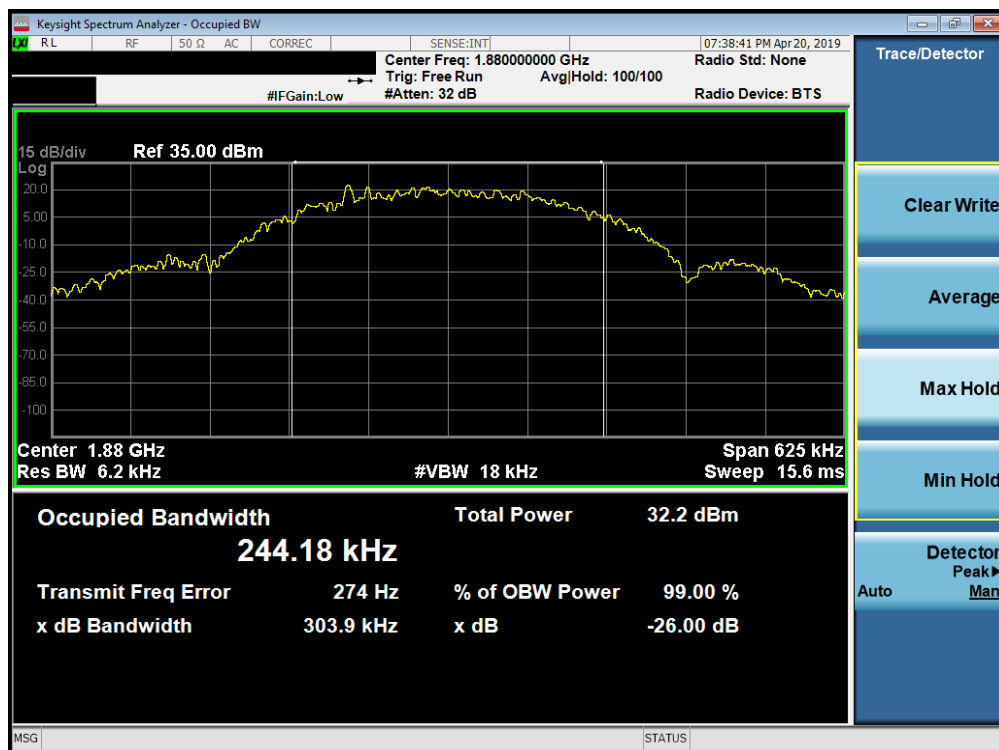 Keysight Spectrum Analyzer - Occupied BW
LXI RL RF 50 Ω AC CORREC SENSE:INT 07:38:41 PM Apr 20, 2019
Center Freq: 1.880000000 GHz Radio Std: None
Trig: Free Run Avg|Hold: 100/100
#IFGain:Low #Atten: 32 dB Radio Device: BTS
15 dB/div Ref 35.00 dBm
Log
20.0
5.00
-10.0
-25.0
-40.0
-55.0
-70.0
-85.0
-100
Center 1.88 GHz Span 625 kHz
Res BW 6.2 kHz #VBW 18 kHz Sweep 15.6 ms
Occupied Bandwidth Total Power 32.2 dBm
244.18 kHz
Transmit Freq Error 274 Hz % of OBW Power 99.00 %
x dB Bandwidth 303.9 kHz x dB -26.00 dB
MSG STATUS
Trace/Detector
Clear Write
Average
Max Hold
Min Hold
Detector
Peak▶
Auto Man